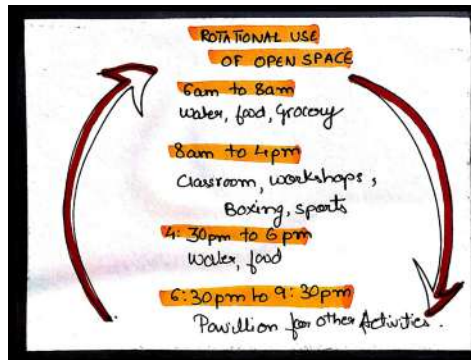 ROTATIONAL USE
OF OPEN SPACE
6am to 8am
water, food, Grocery
8am to 4pm
Classroom, workshops,
Boxing, sports
4:30pm to 6pm
Water, food
6:30pm to 9:30pm
Pavillion for other Activities.